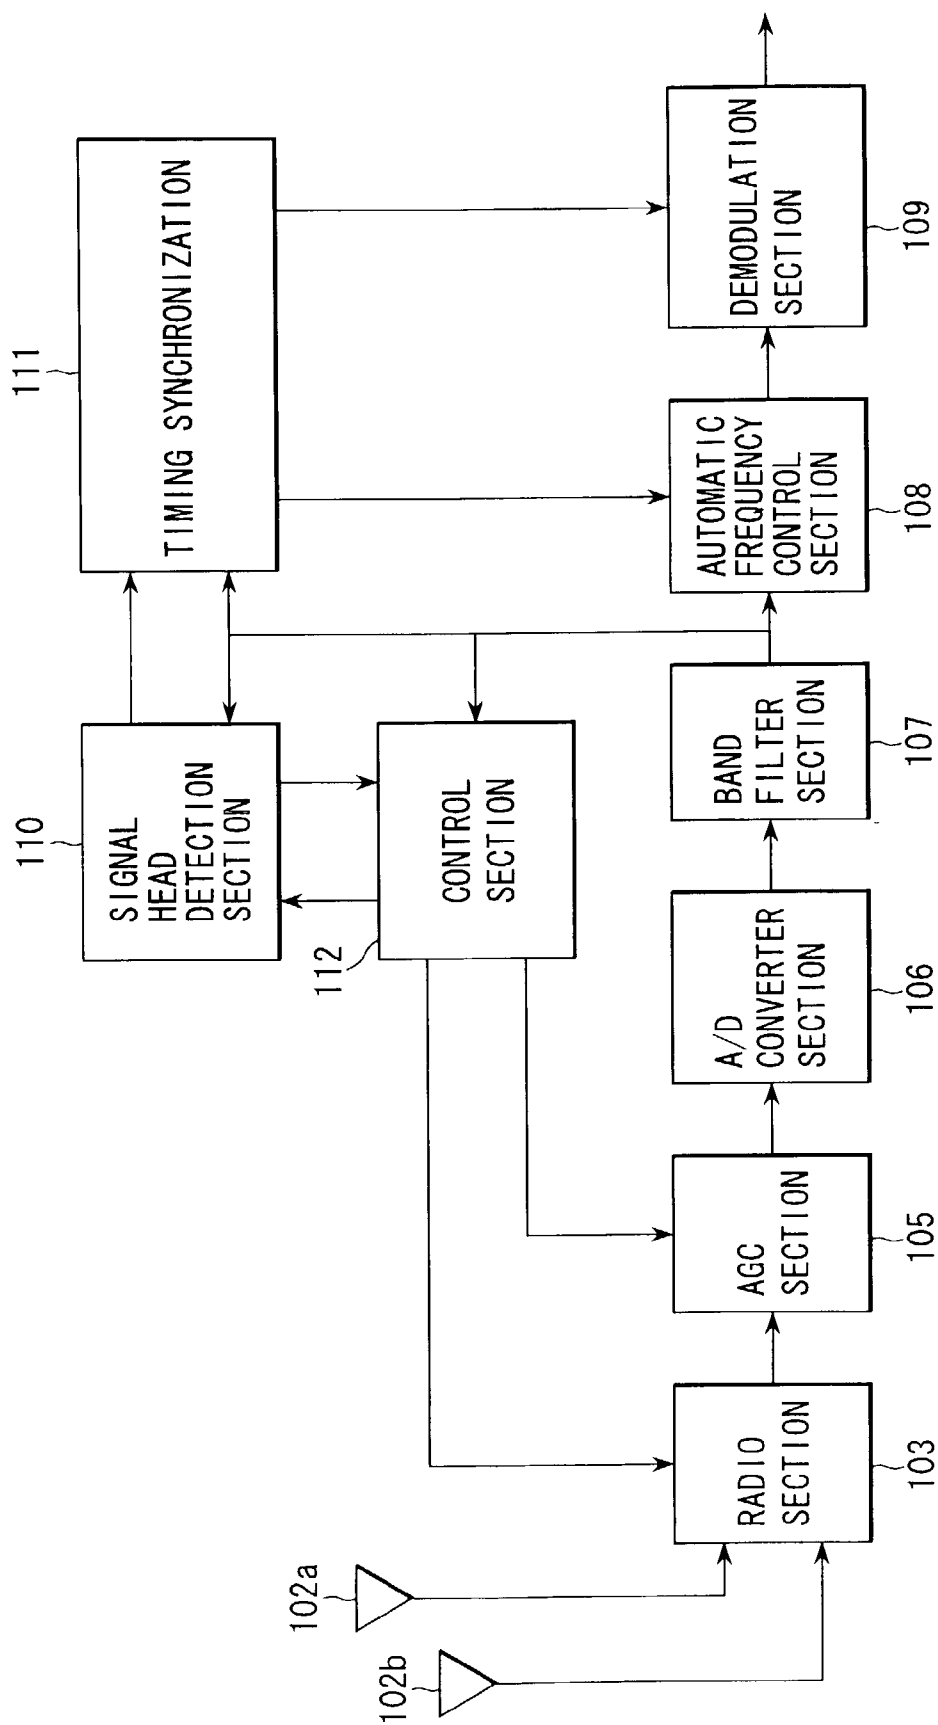 111
TIMING SYNCHRONIZATION
110
SIGNAL
HEAD
DETECTION
SECTION
112
CONTROL
SECTION
102a
102b
RADIO
SECTION
103
AGC
SECTION
105
A/D
CONVERTER
SECTION
106
BAND
FILTER
SECTION
107
AUTOMATIC
FREQUENCY
CONTROL
SECTION
108
DEMODULATION
SECTION
109